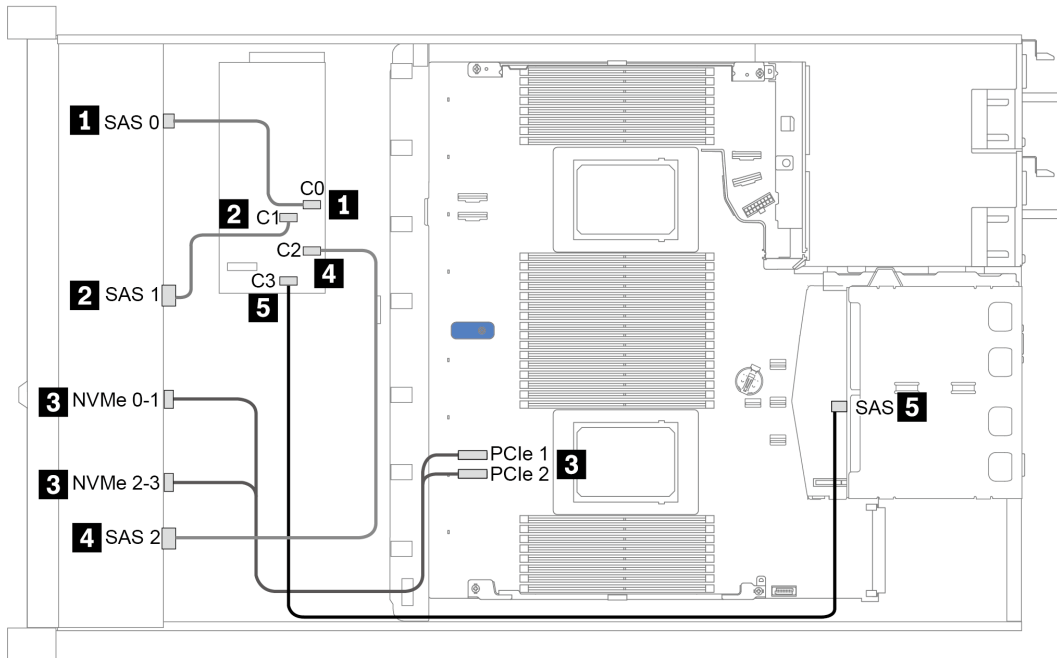 1 SAS 0
C0 1
2 C1
C2 4
2 SAS 1
C3
5
3 NVMe 0-1
SAS 5
PCIe 1
3
PCIe 2
3 NVMe 2-3
4 SAS 2